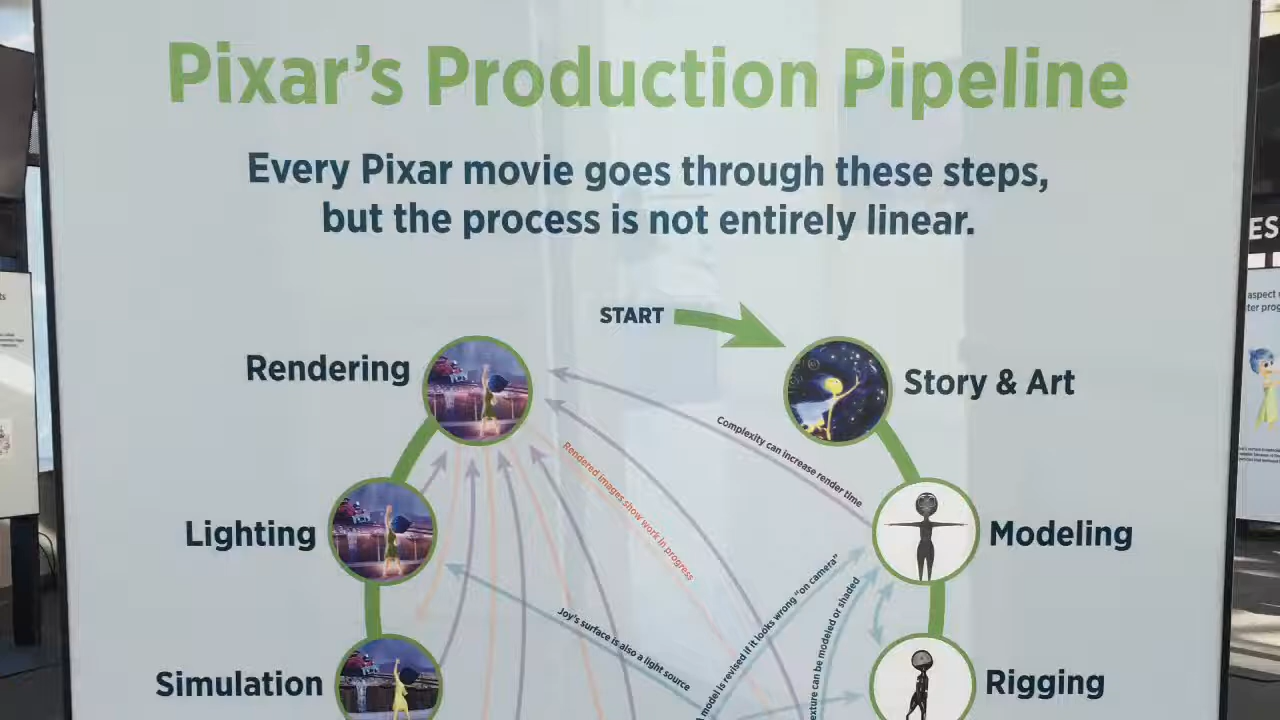 Pixar's Production Pipeline
Every Pixar movie goes through these steps,
but the process is not entirely linear.
START
Rendering
Story & Art
Complexity can increase render time
Rendered images show work in progress
Lighting
Modeling
Joy's surface is also a light source
A model is revised if it looks wrong "on camera"
can be modeled or shaded
Simulation
Rigging
ES
aspect